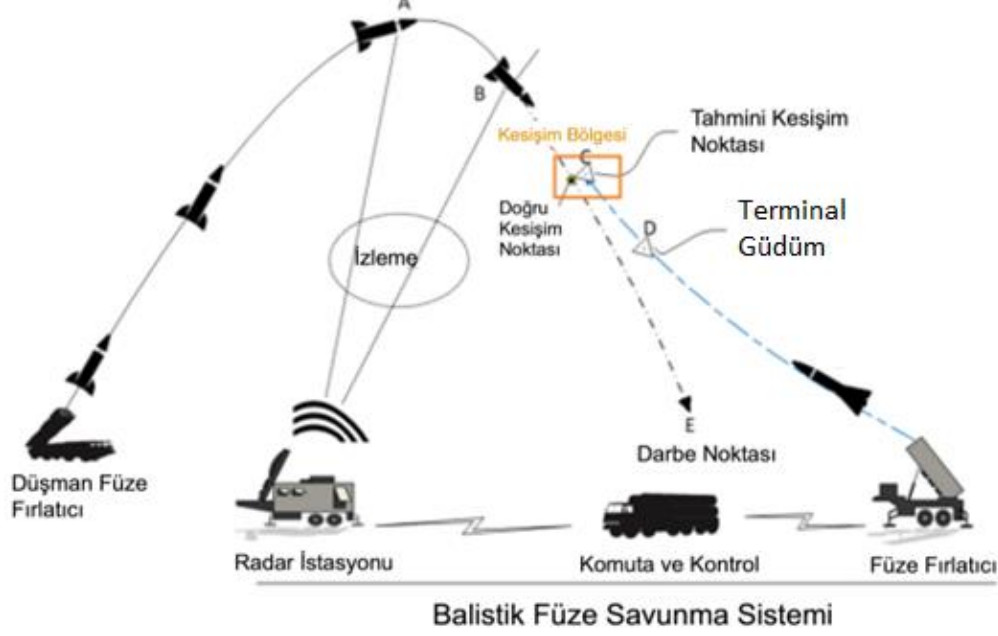 A
B
Kesişim Bölgesi
C
Tahmini Kesişim
Noktası
Doğru
Kesişim
Noktası
D
Terminal
Güdüm
İzleme
E
Darbe Noktası
Düşman Füze
Fırlatıcı
Radar İstasyonu
Komuta ve Kontrol
Füze Fırlatıcı
Balistik Füze Savunma Sistemi